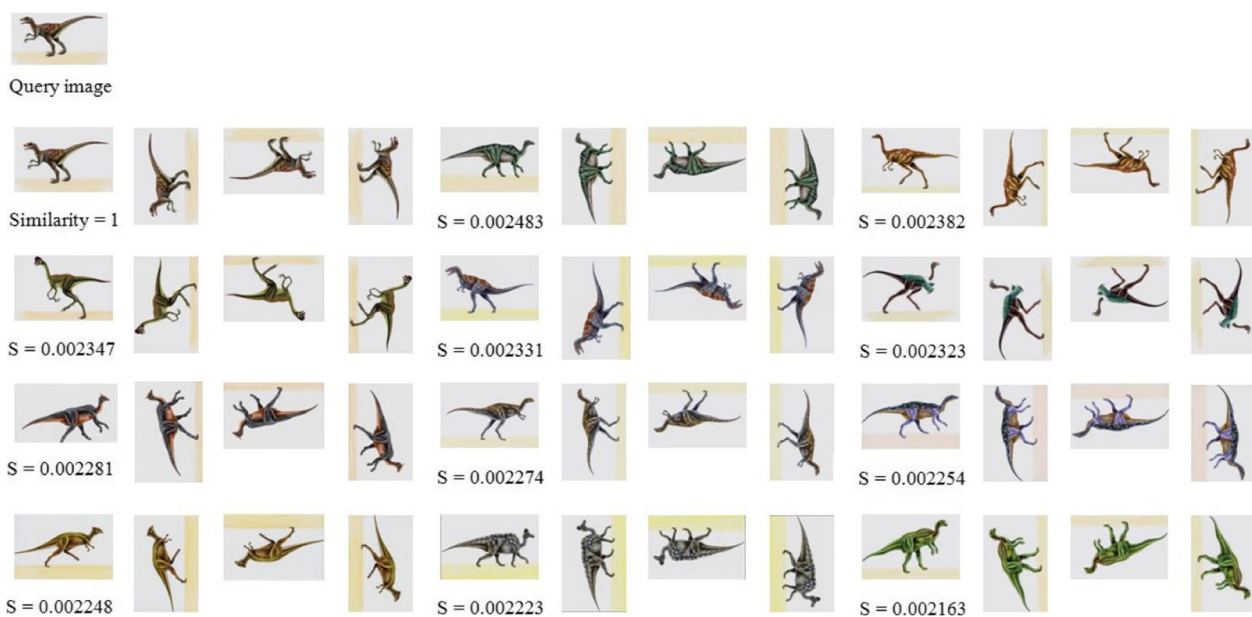 Query image
Similarity = 1
S = 0.002483
S = 0.002382
S = 0.002347
S = 0.002331
S = 0.002323
S = 0.002281
S = 0.002274
S = 0.002254
S = 0.002248
S = 0.002223
S = 0.002163